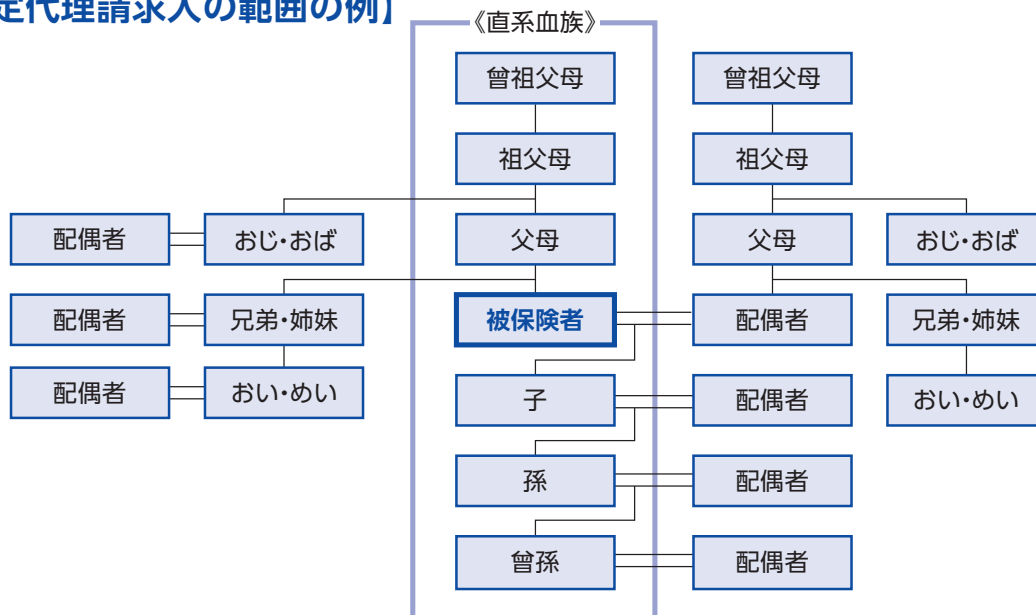 定代理請求人の範囲の例】
《直系血族》
曾祖父母 曾祖父母
祖父母 祖父母
配偶者 おじ・おば 父母 父母 おじ・おば
配偶者 兄弟・姉妹 被保険者 配偶者 兄弟・姉妹
配偶者 おい・めい 子 配偶者 おい・めい
孫 配偶者
曾孫 配偶者